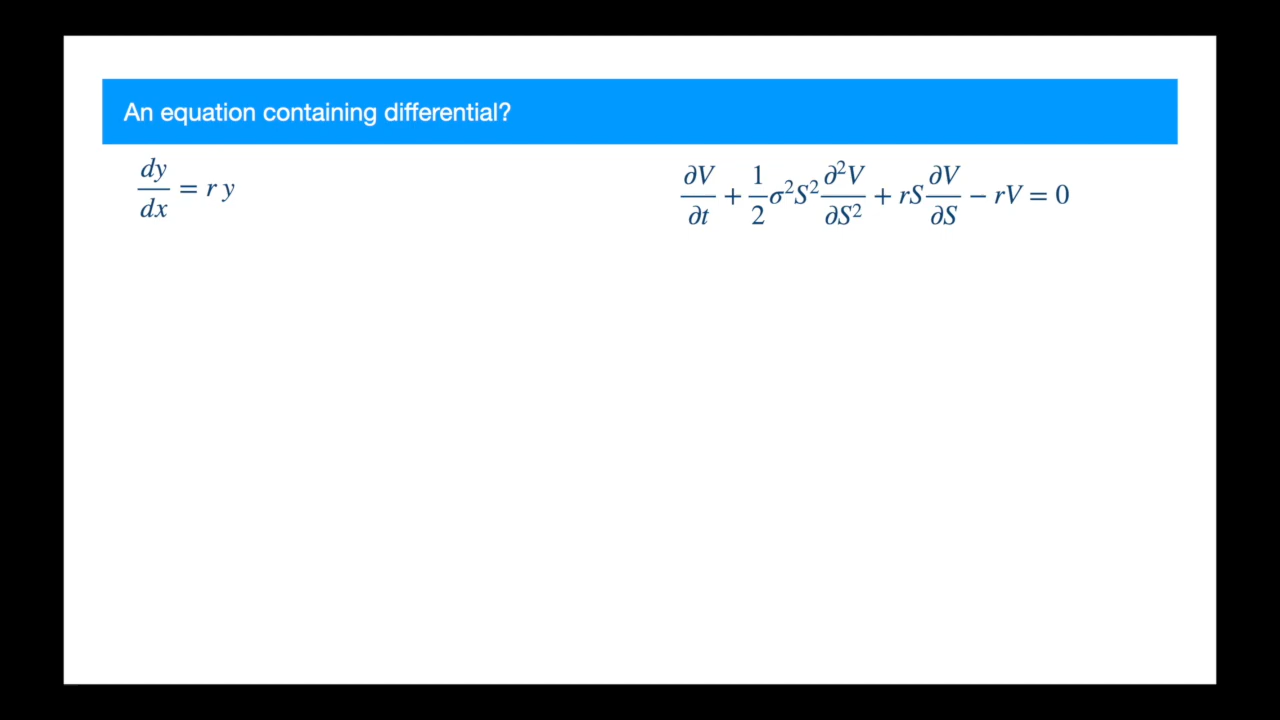 An equation containing differential?
dy/dx = r y
∂V/∂t + 1/2 σ²S² ∂²V/∂S² + rS ∂V/∂S − rV = 0